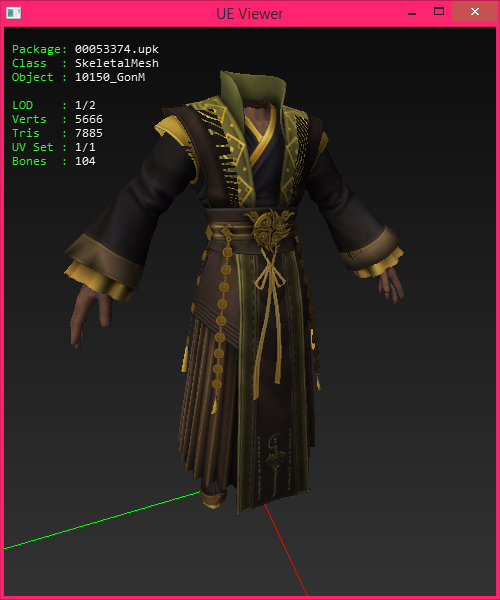 UE Viewer
Package: 00053374.upk
Class  : SkeletalMesh
Object : 10150_GonM
LOD    : 1/2
Verts  : 5666
Tris   : 7885
UV Set : 1/1
Bones  : 104